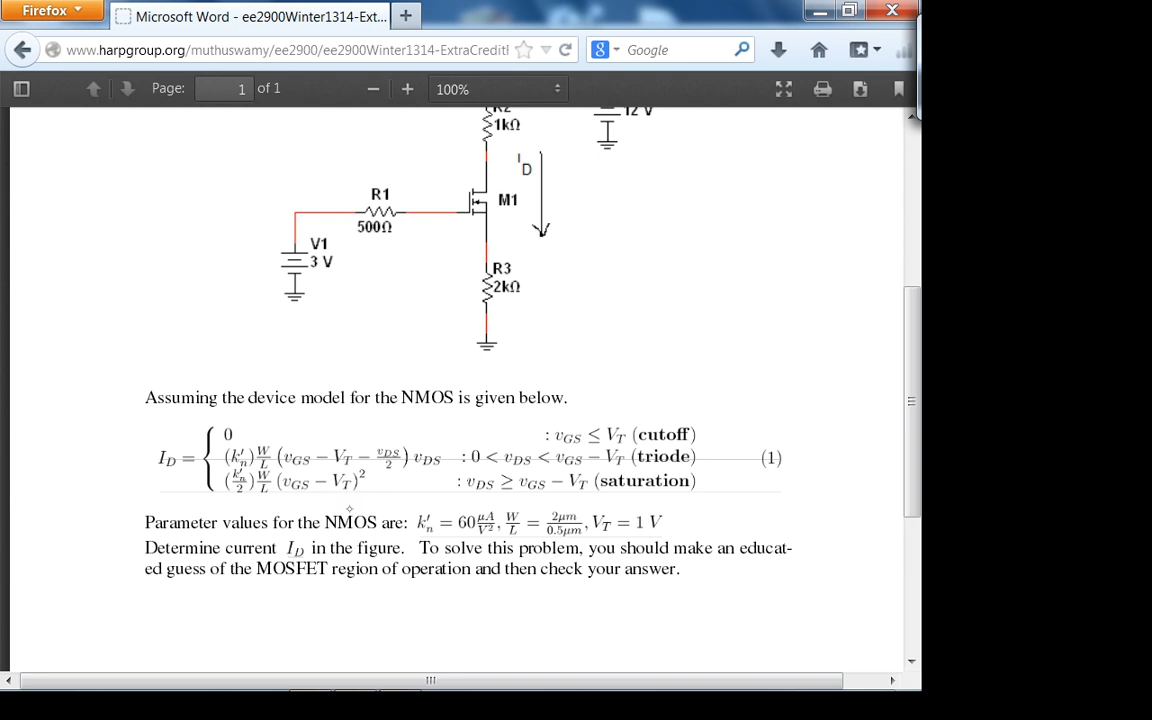 Firefox
Microsoft Word - ee2900Winter1314-Ext...
www.harpgroup.org/muthuswamy/ee2900/ee2900Winter1314-ExtraCreditl
Google
Page: 1 of 1
100%
R2
1kΩ
12 V
I
D
R1
M1
500Ω
V1
3 V
R3
2kΩ
Assuming the device model for the NMOS is given below.
0 : v_GS ≤ V_T (cutoff)
I_D = { (k'_n) W/L (v_GS − V_T − v_DS/2) v_DS : 0 < v_DS < v_GS − V_T (triode) (1)
(k'_n/2) W/L (v_GS − V_T)² : v_DS ≥ v_GS − V_T (saturation)
Parameter values for the NMOS are: k'_n = 60 μA/V², W/L = 2μm/0.5μm, V_T = 1 V
Determine current I_D in the figure. To solve this problem, you should make an educat-
ed guess of the MOSFET region of operation and then check your answer.